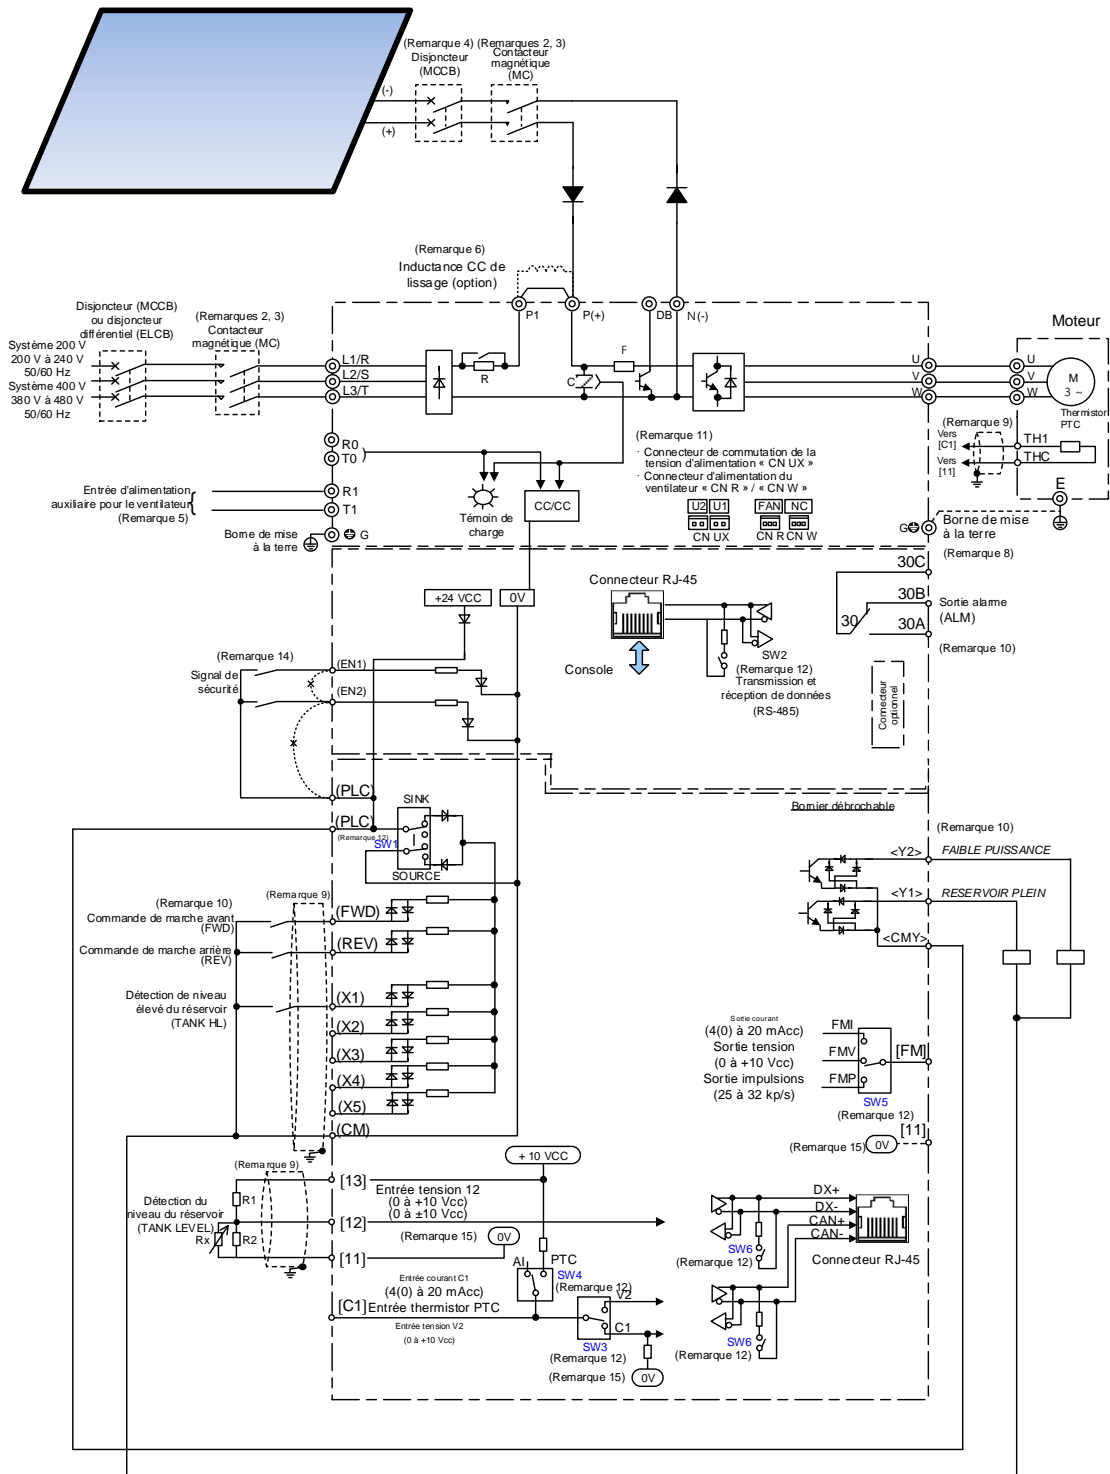 (Remarque 4)
Disjoncteur
(MCCB)
(Remarques 2, 3)
Contacteur
magnétique
(MC)
(-)
(+)
(Remarque 6)
Inductance CC de
lissage (option)
P1
P(+)
DB
N(-)
Disjoncteur (MCCB)
ou disjoncteur
différentiel (ELCB)
(Remarques 2, 3)
Contacteur
magnétique (MC)
Système 200 V
200 V à 240 V
50/60 Hz
Système 400 V
380 V à 480 V
50/60 Hz
L1/R
L2/S
L3/T
R
F
C
U
V
W
Moteur
U
V
W
M
3 ~
Thermistor
PTC
(Remarque 9)
Vers
[C1]
Vers
[11]
TH1
THC
E
R0
T0
R1
T1
Entrée d'alimentation
auxiliaire pour le ventilateur
(Remarque 5)
Borne de mise
à la terre
G
Témoin de
charge
CC/CC
(Remarque 11)
· Connecteur de commutation de la
tension d'alimentation « CN UX »
· Connecteur d'alimentation du
ventilateur « CN R » / « CN W »
U2 U1
FAN NC
CN UX
CN R CN W
G
Borne de mise
à la terre
(Remarque 8)
30C
30B
30
30A
Sortie alarme
(ALM)
(Remarque 10)
+24 VCC
0V
Connecteur RJ-45
Console
SW2
(Remarque 12)
Transmission et
réception de données
(RS-485)
Connecteur
optionnel
(Remarque 14)
Signal de
sécurité
(EN1)
(EN2)
(PLC)
(PLC)
(Remarque 12)
SW1
SINK
SOURCE
Bornier débrochable
(Remarque 10)
<Y2>
FAIBLE PUISSANCE
<Y1>
RESERVOIR PLEIN
<CMY>
(Remarque 9)
(Remarque 10)
Commande de marche avant
(FWD)
(FWD)
Commande de marche arrière
(REV)
(REV)
Détection de niveau
élevé du réservoir
(TANK HL)
(X1)
(X2)
(X3)
(X4)
(X5)
(CM)
Sortie courant
(4(0) à 20 mAcc)
Sortie tension
(0 à +10 Vcc)
Sortie impulsions
(25 à 32 kp/s)
FMI
FMV
FMP
[FM]
SW5
(Remarque 12)
[11]
(Remarque 15)
0V
(Remarque 9)
+ 10 VCC
[13]
Entrée tension 12
(0 à +10 Vcc)
(0 à ±10 Vcc)
[12]
(Remarque 15)
0V
[11]
Détection du
niveau du réservoir
(TANK LEVEL)
Rx
R1
R2
AI
PTC
SW4
(Remarque 12)
Entrée courant C1
(4(0) à 20 mAcc)
[C1]
Entrée thermistor PTC
Entrée tension V2
(0 à +10 Vcc)
V2
C1
SW3
(Remarque 12)
(Remarque 15)
0V
DX+
DX-
CAN+
CAN-
SW6
(Remarque 12)
Connecteur RJ-45
SW6
(Remarque 12)